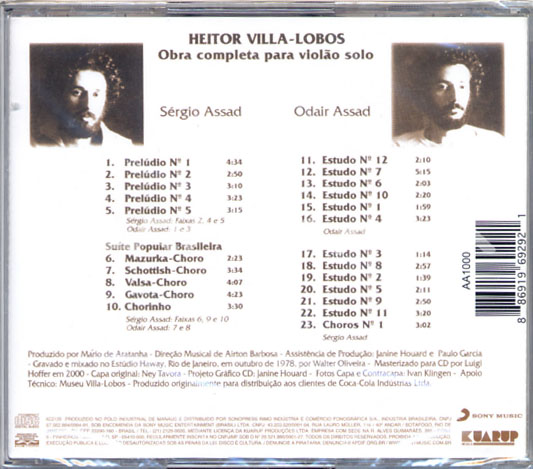 HEITOR VILLA-LOBOS
Obra completa para violão solo
Sérgio Assad
Odair Assad
1. Prelúdio Nº 1 4:34
2. Prelúdio Nº 2 2:50
3. Prelúdio Nº 3 3:10
4. Prelúdio Nº 4 3:23
5. Prelúdio Nº 5 3:15
Sérgio Assad: Faixas 2, 4 e 5
Odair Assad: 1 e 3
Suíte Popular Brasileira
6. Mazurka-Choro 2:23
7. Schottish-Choro 3:34
8. Valsa-Choro 4:07
9. Gavota-Choro 4:23
10. Chorinho 3:30
Sérgio Assad: Faixas 6, 9 e 10
Odair Assad: 7 e 8
11. Estudo Nº 12 2:10
12. Estudo Nº 7 5:15
13. Estudo Nº 6 2:03
14. Estudo Nº 10 2:20
15. Estudo Nº 1 1:59
16. Estudo Nº 4 3:23
Odair Assad
17. Estudo Nº 3 1:14
18. Estudo Nº 8 2:57
19. Estudo Nº 2 1:39
20. Estudo Nº 5 2:11
21. Estudo Nº 9 2:50
22. Estudo Nº 11 3:20
23. Choros Nº 1 3:02
Sérgio Assad
AA1000
8 86919 69292 1
Produzido por Mário de Aratanha - Direção Musical de Airton Barbosa - Assistência de Produção: Janine Houard e Paulo Garcia
- Gravado e mixado no Estúdio Haway, Rio de Janeiro, em outubro de 1978, por Walter Oliveira - Masterizado para CD por Luigi
Hoffer em 2000 - Capa original: Ney Tavora - Projeto Gráfico CD: Janine Houard - Fotos Capa e Contracapa: Ivan Klingen - Apoio
Técnico: Museu Villa-Lobos - Produzido originalmente para distribuição aos clientes de Coca-Cola Indústrias Ltda.
SONY MUSIC
KUARUP